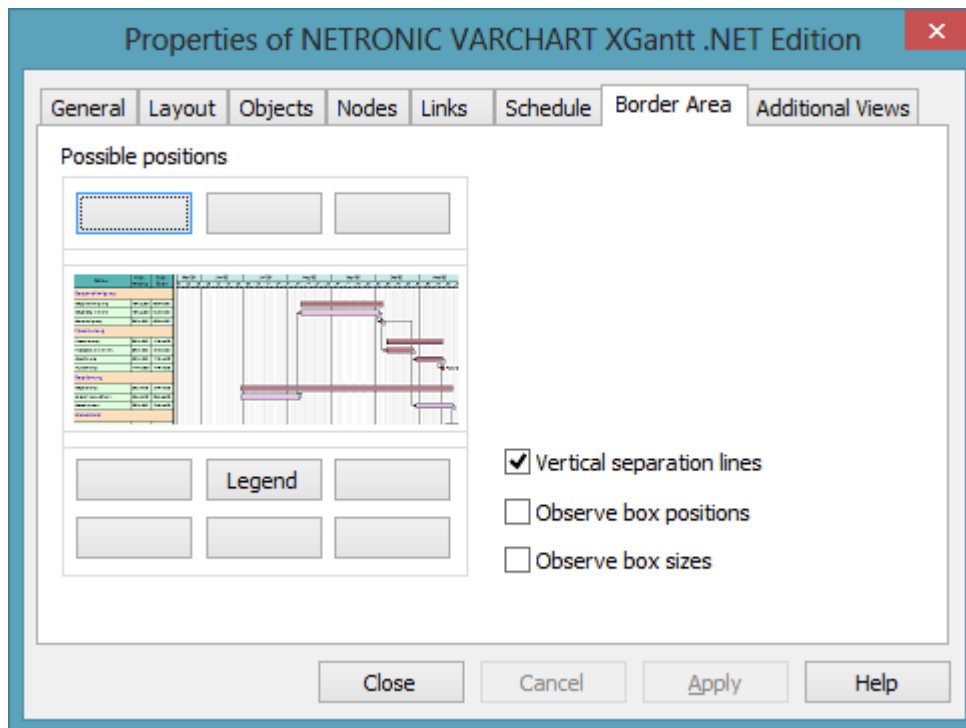 Properties of NETRONIC VARCHART XGantt .NET Edition
General Layout Objects Nodes Links Schedule Border Area Additional Views
Possible positions
Legend
Vertical separation lines
Observe box positions
Observe box sizes
Close Cancel Apply Help